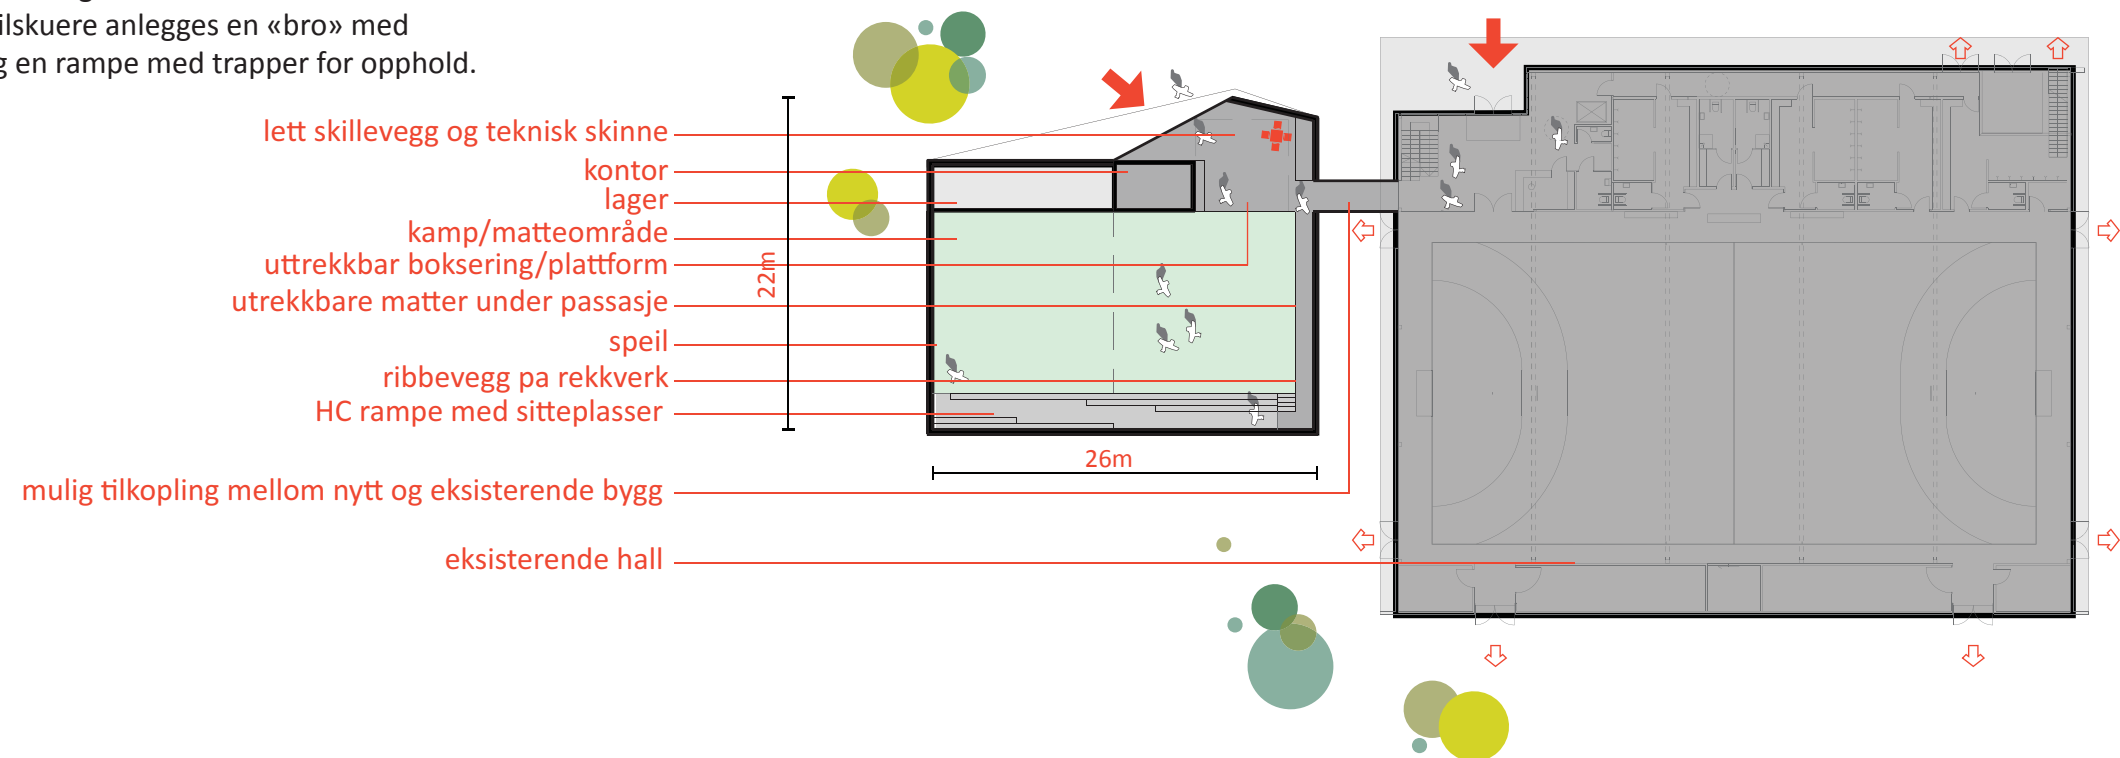 ilskuere anlegges en «bro» med
g en rampe med trapper for opphold.
lett skillevegg og teknisk skinne
kontor
lager
kamp/matteområde
uttrekkbar boksering/plattform
utrekkbare matter under passasje
speil
ribbevegg pa rekkverk
HC rampe med sitteplasser
mulig tilkopling mellom nytt og eksisterende bygg
eksisterende hall
22m
26m